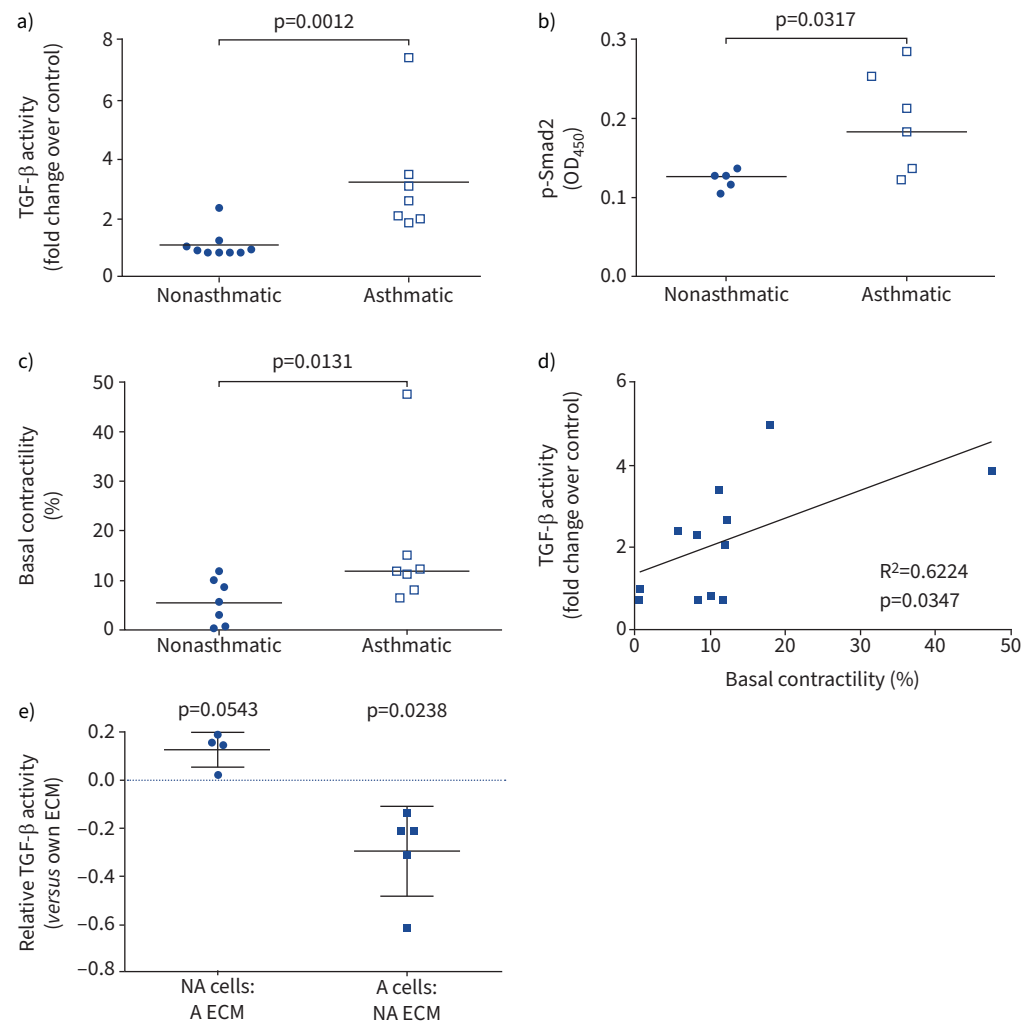 a)
p=0.0012
TGF-β activity
(fold change over control)
8
6
4
2
0
Nonasthmatic
Asthmatic
b)
p=0.0317
p-Smad2
(OD450)
0.3
0.2
0.1
0.0
Nonasthmatic
Asthmatic
c)
p=0.0131
Basal contractility
(%)
50
40
30
20
10
0
Nonasthmatic
Asthmatic
d)
TGF-β activity
(fold change over control)
6
4
2
0
R²=0.6224
p=0.0347
0 10 20 30 40 50
Basal contractility (%)
e)
p=0.0543
p=0.0238
Relative TGF-β activity
(versus own ECM)
0.2
0.0
−0.2
−0.4
−0.6
−0.8
NA cells:
A ECM
A cells:
NA ECM